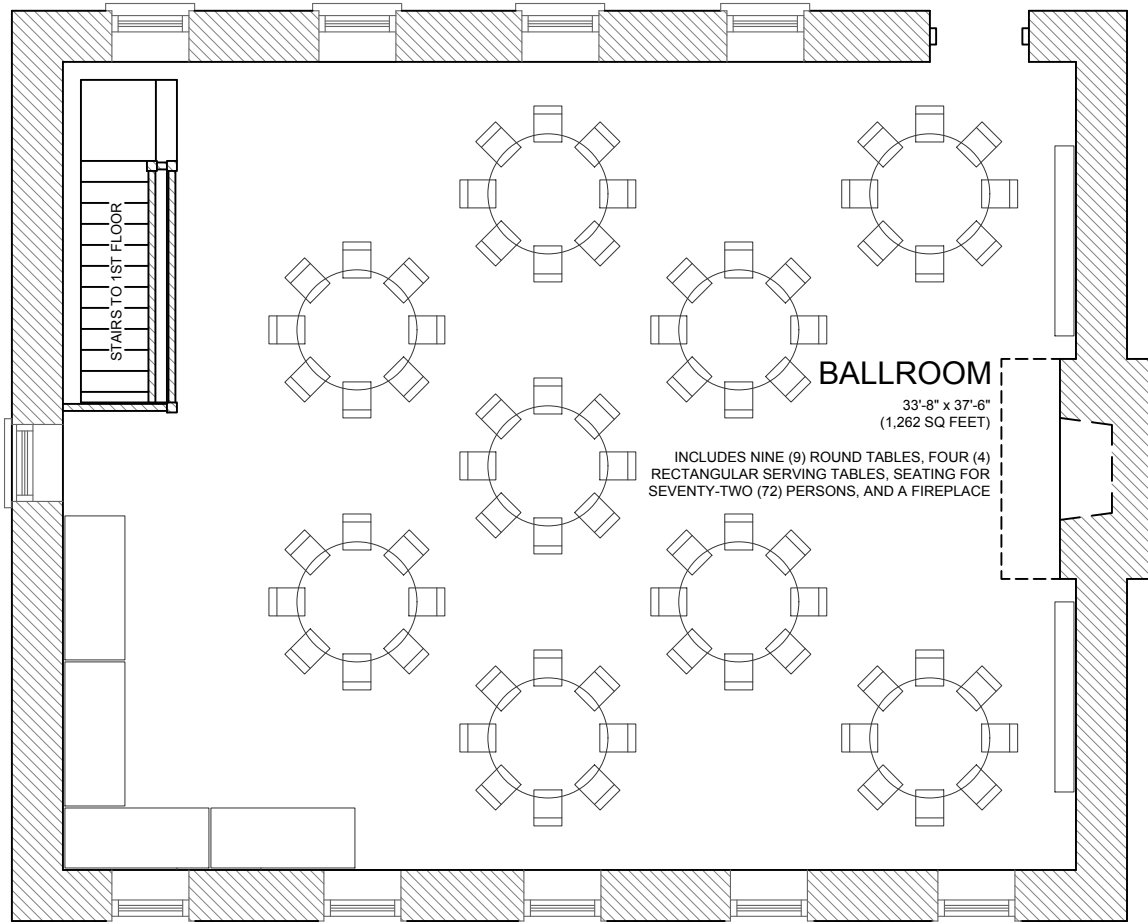 STAIRS TO 1ST FLOOR
BALLROOM
33'-8" x 37'-6"
(1,262 SQ FEET)
INCLUDES NINE (9) ROUND TABLES, FOUR (4)
RECTANGULAR SERVING TABLES, SEATING FOR
SEVENTY-TWO (72) PERSONS, AND A FIREPLACE